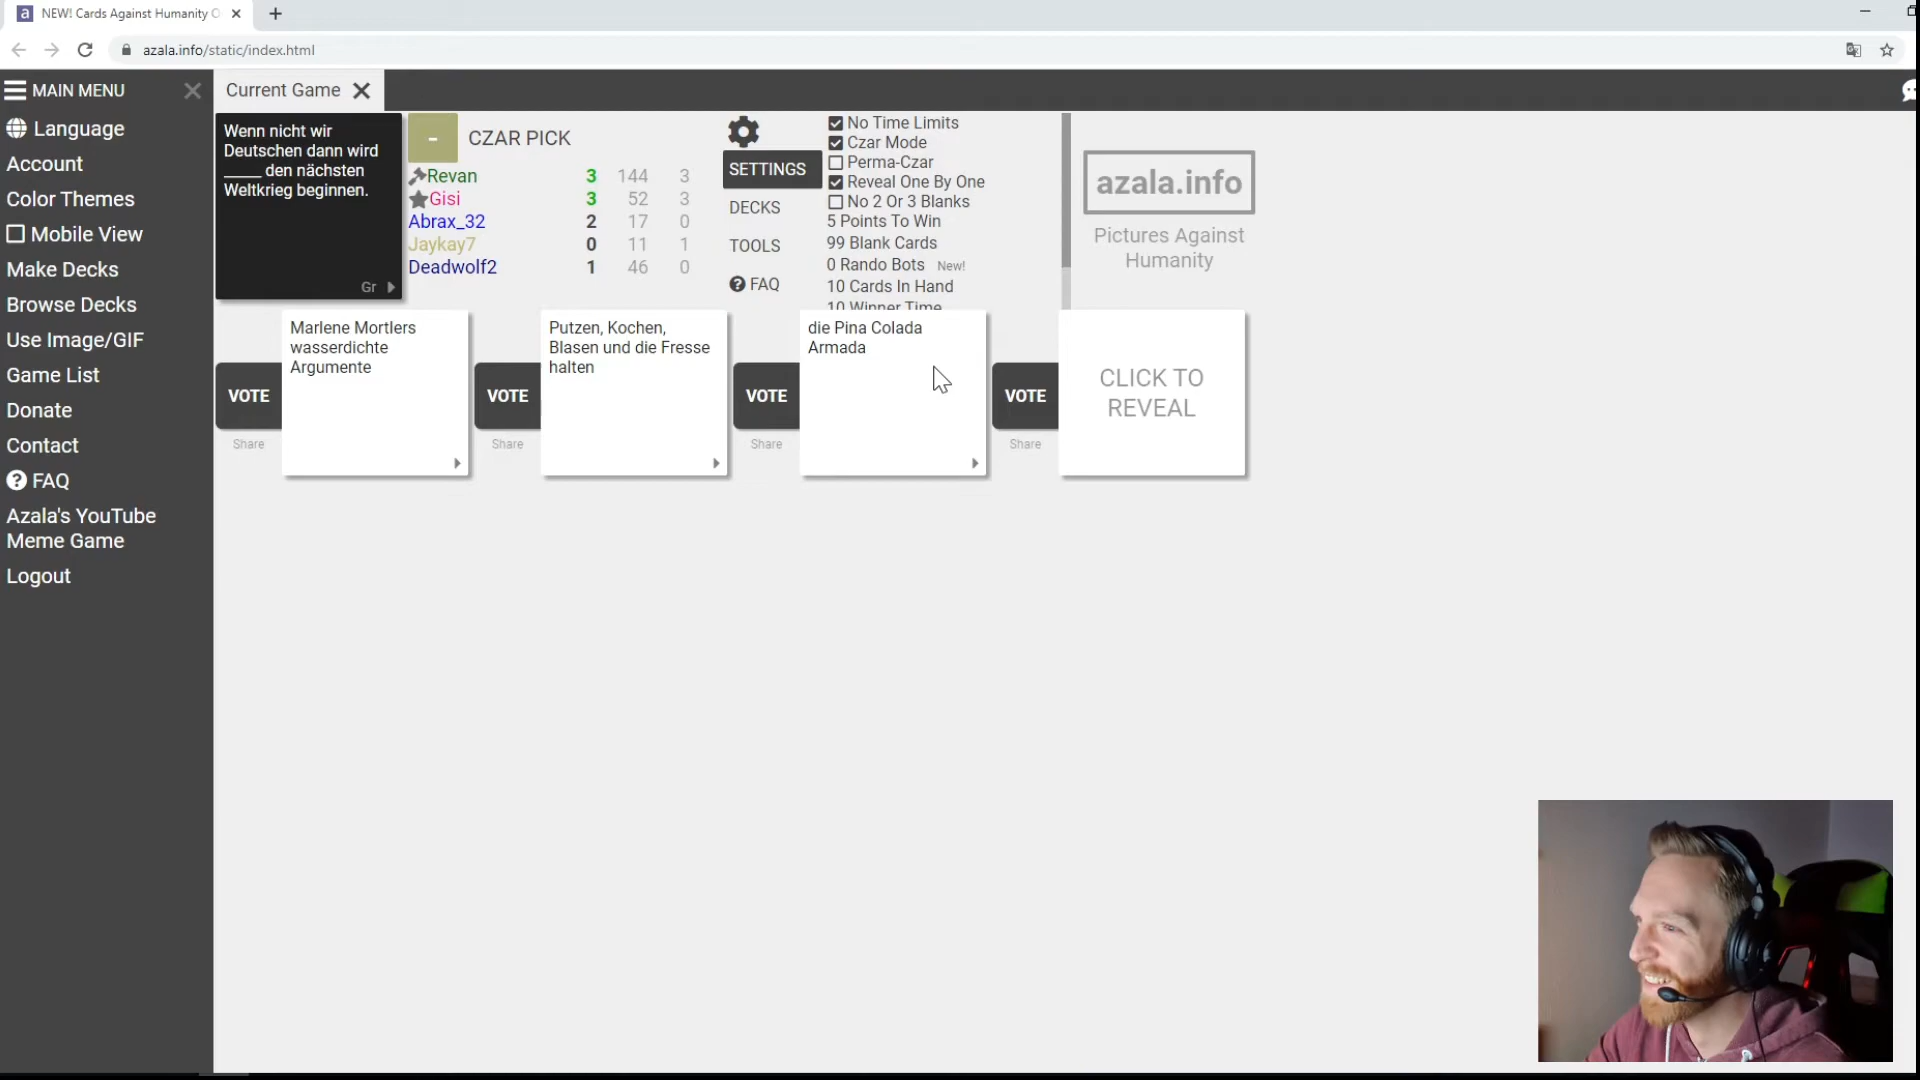 NEW! Cards Against Humanity O
azala.info/static/index.html
MAIN MENU
Language
Account
Color Themes
Mobile View
Make Decks
Browse Decks
Use Image/GIF
Game List
Donate
Contact
FAQ
Azala's YouTube
Meme Game
Logout
Current Game
Wenn nicht wir
Deutschen dann wird
____ den nächsten
Weltkrieg beginnen.
Gr
- CZAR PICK
Revan 3 144 3
Gisi 3 52 3
Abrax_32 2 17 0
Jaykay7 0 11 1
Deadwolf2 1 46 0
SETTINGS
DECKS
TOOLS
FAQ
No Time Limits
Czar Mode
Perma-Czar
Reveal One By One
No 2 Or 3 Blanks
5 Points To Win
99 Blank Cards
0 Rando Bots New!
10 Cards In Hand
10 Winner Time
azala.info
Pictures Against
Humanity
VOTE
Share
Marlene Mortlers
wasserdichte
Argumente
VOTE
Share
Putzen, Kochen,
Blasen und die Fresse
halten
VOTE
Share
die Pina Colada
Armada
VOTE
Share
CLICK TO
REVEAL